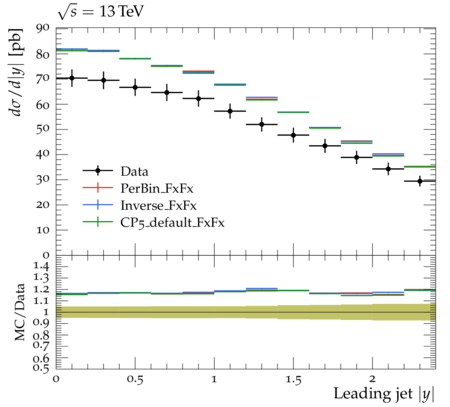 √s = 13 TeV
dσ/d|y| [pb]
90
80
70
60
50
40
30
20
10
0
Data
PerBin_FxFx
Inverse_FxFx
CP5_default_FxFx
MC/Data
1.4
1.3
1.2
1.1
1
0.9
0.8
0.7
0.6
0.5
0 0.5 1 1.5 2
Leading jet |y|